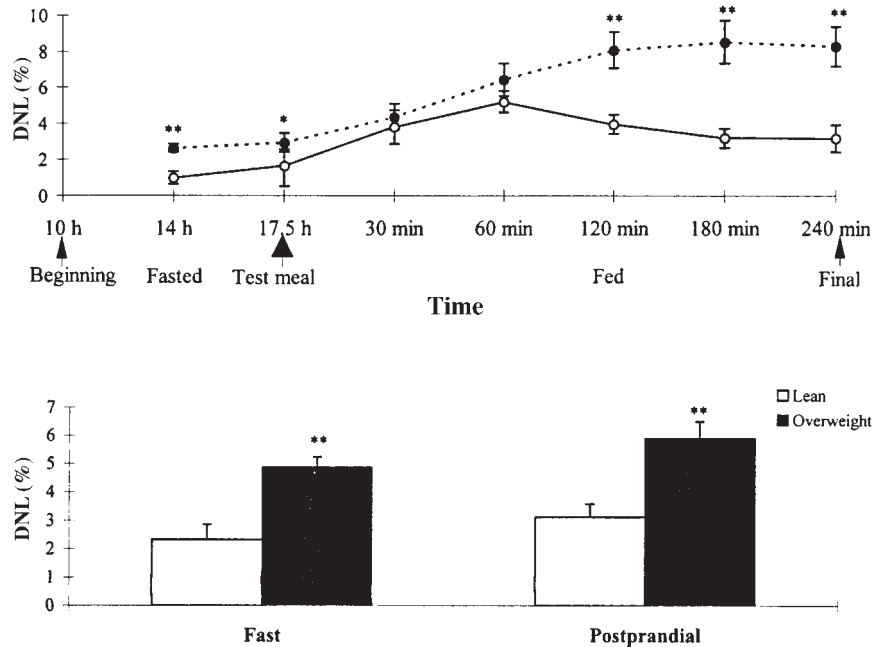 10
8
6
4
2
0
DNL (%)
** * ** ** **
10 h 14 h 17.5 h 30 min 60 min 120 min 180 min 240 min
Beginning Fasted Test meal Fed Final
Time
7
6
5
4
3
2
1
0
DNL (%)
** **
Lean
Overweight
Fast Postprandial